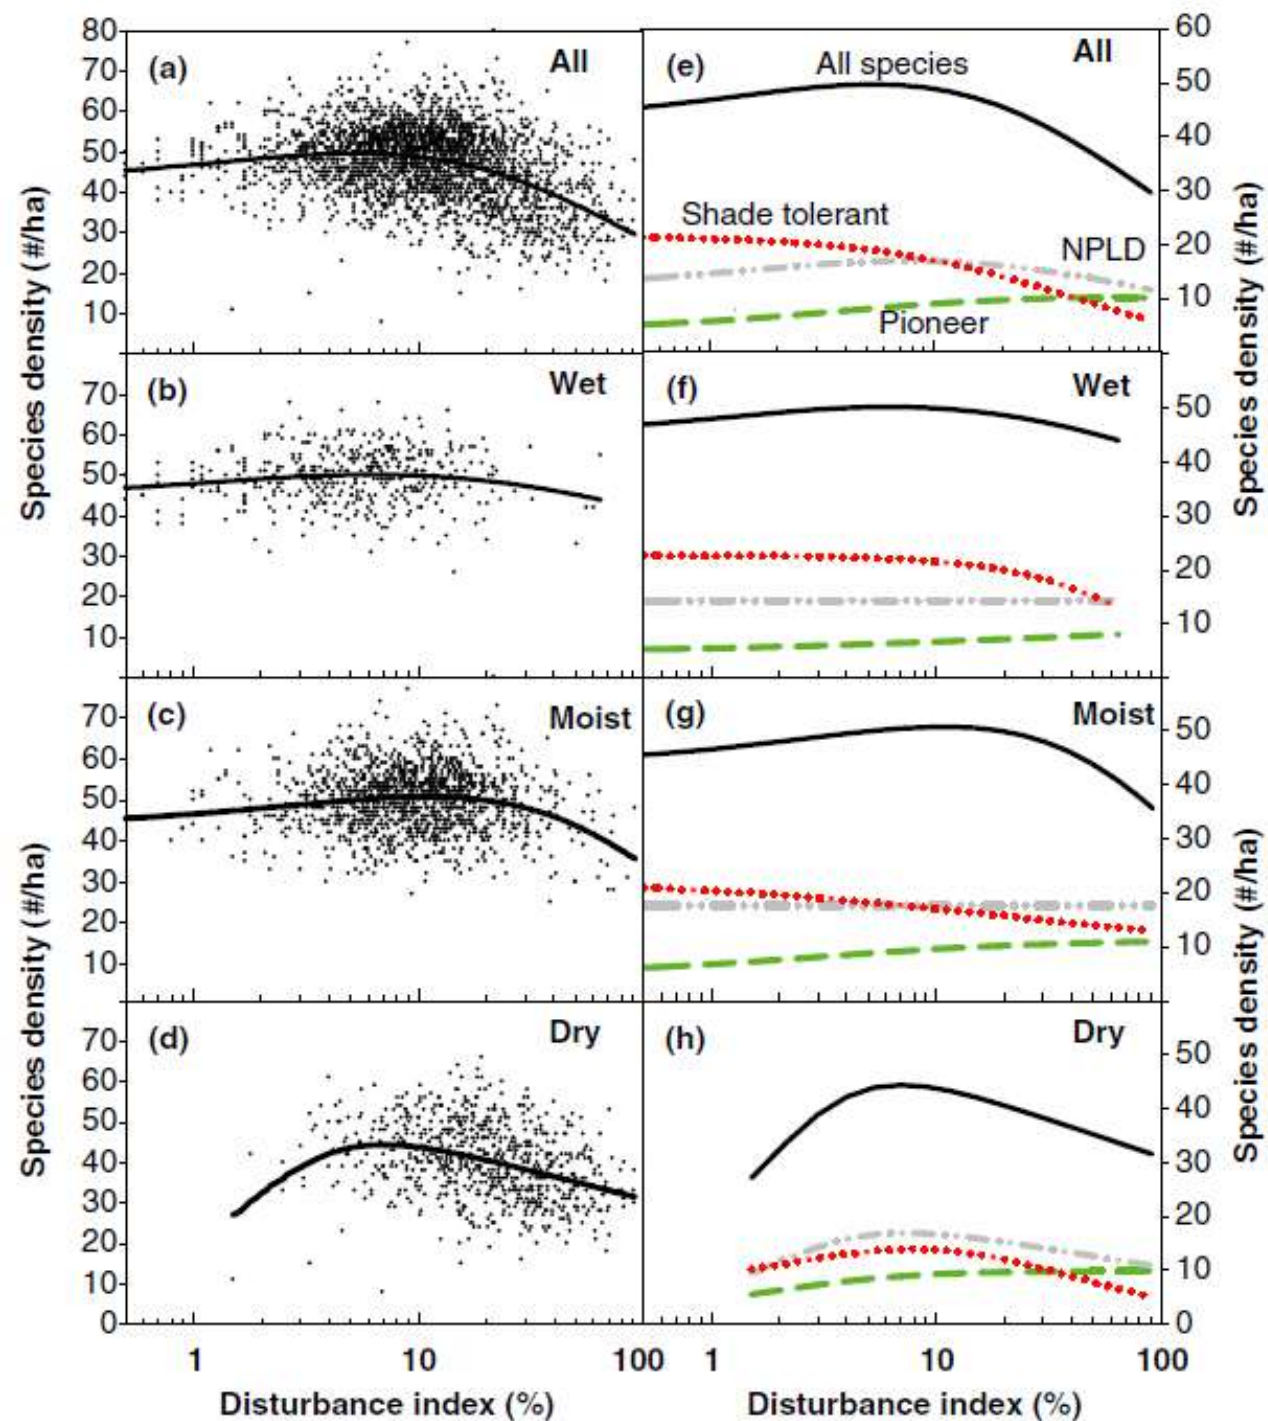 80
70
60
50
40
30
20
10
(a)
All
60
50
40
30
20
10
(e)
All species
All
Shade tolerant
NPLD
Pioneer
70
60
50
40
30
20
10
(b)
Wet
50
40
30
20
10
(f)
Wet
70
60
50
40
30
20
10
(c)
Moist
50
40
30
20
10
(g)
Moist
70
60
50
40
30
20
10
0
(d)
Dry
50
40
30
20
10
0
(h)
Dry
Species density (#/ha)
Species density (#/ha)
Species density (#/ha)
Species density (#/ha)
1 10 100 1 10 100
Disturbance index (%) Disturbance index (%)